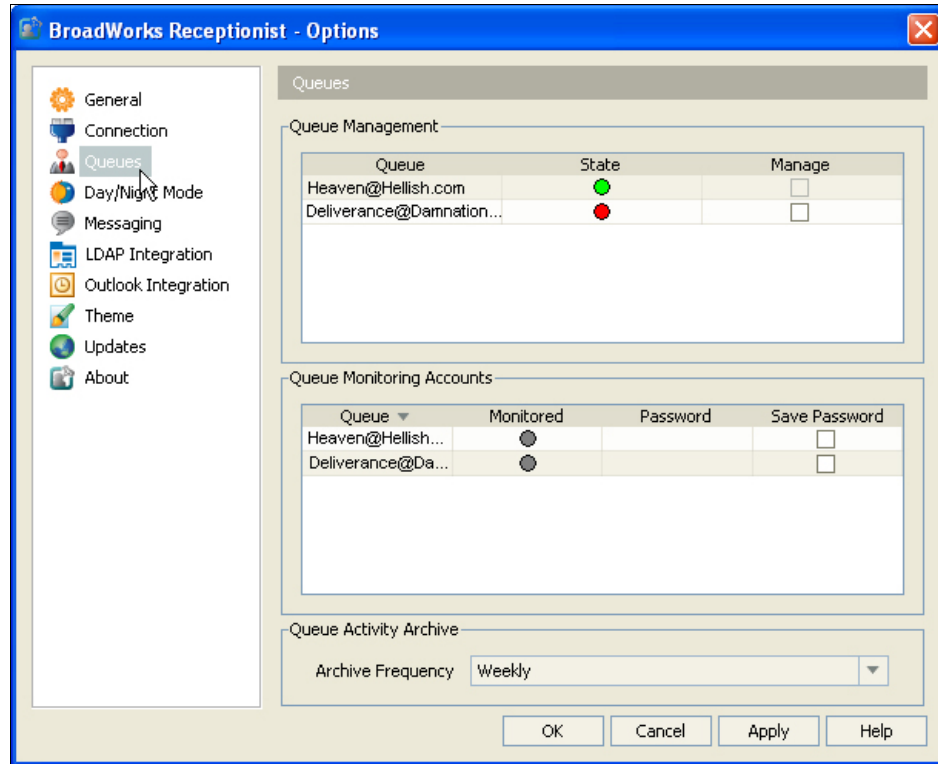 BroadWorks Receptionist - Options
General
Connection
Queues
Day/Night Mode
Messaging
LDAP Integration
Outlook Integration
Theme
Updates
About
Queues
Queue Management
Queue State Manage
Heaven@Hellish.com
Deliverance@Damnation...
Queue Monitoring Accounts
Queue Monitored Password Save Password
Heaven@Hellish...
Deliverance@Da...
Queue Activity Archive
Archive Frequency Weekly
OK Cancel Apply Help